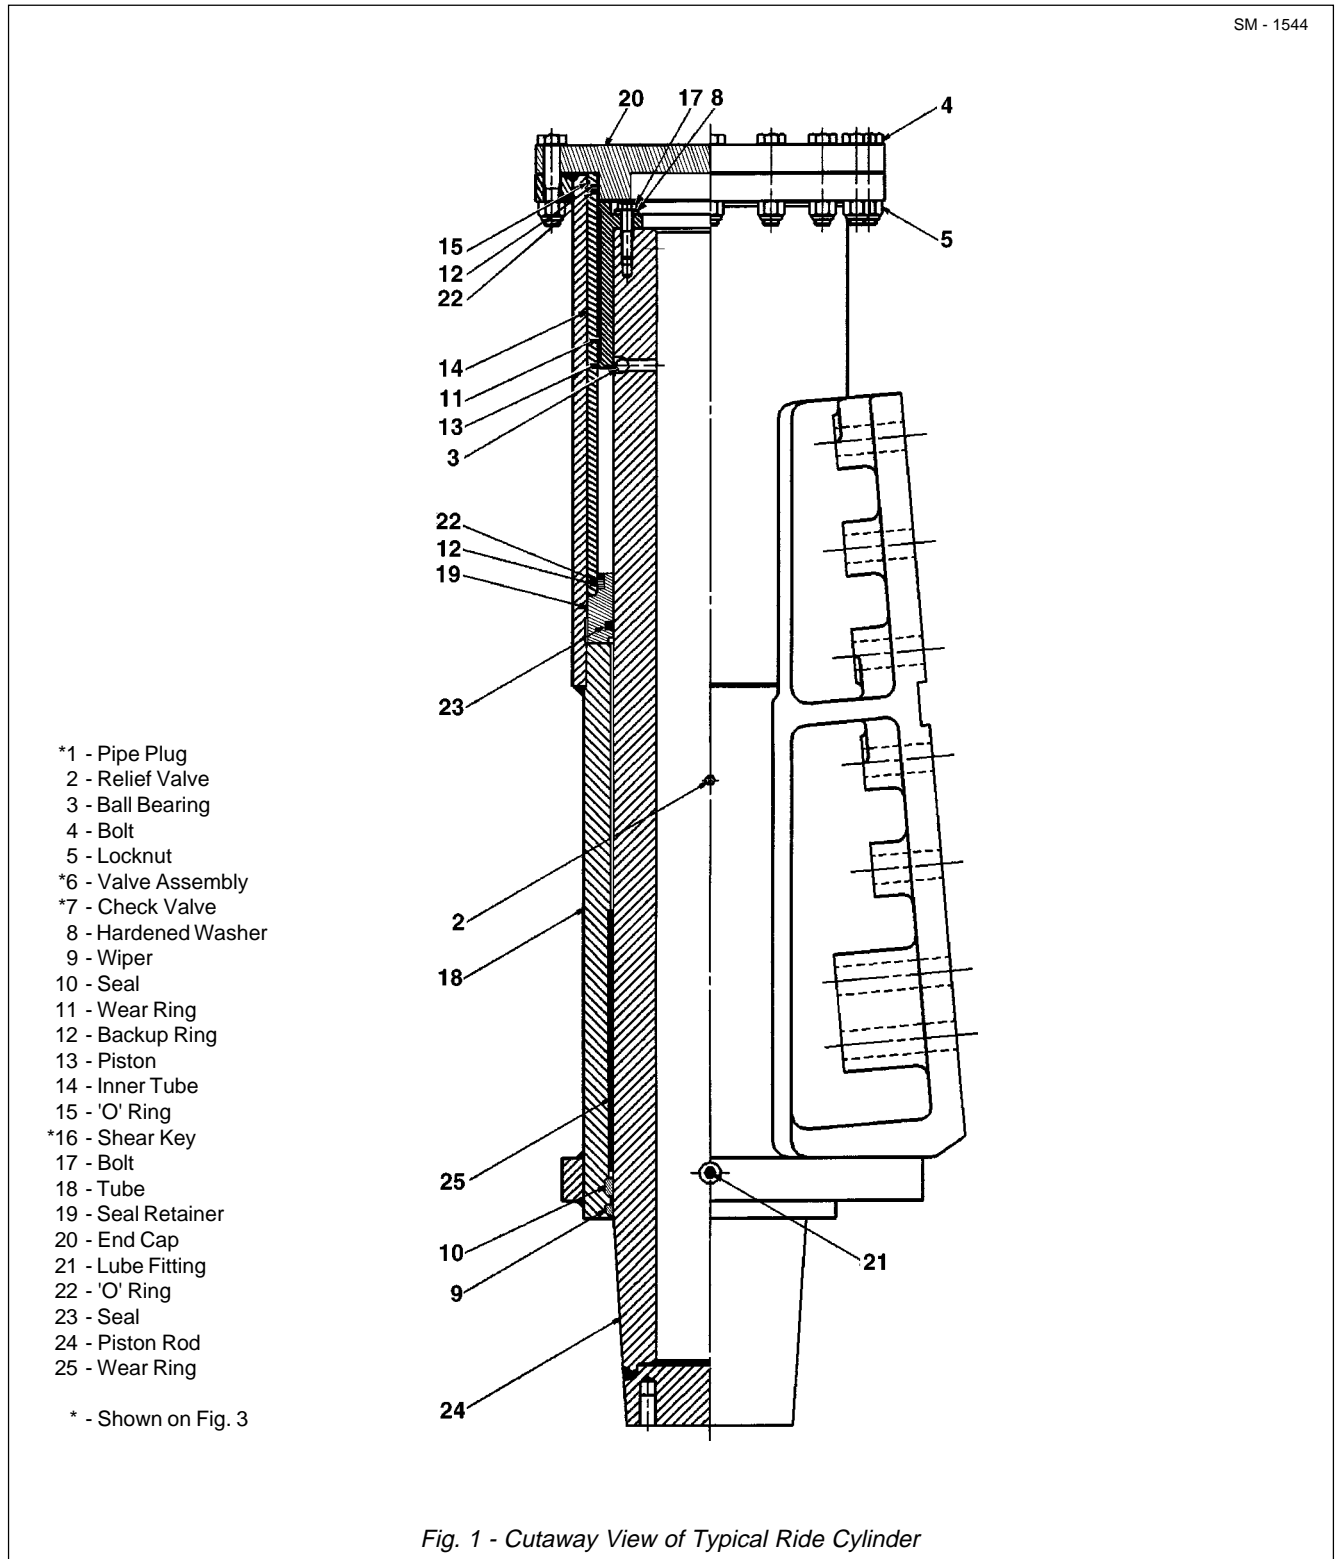 SM - 1544
20
17 8
4
15
12
22
5
14
11
13
3
22
12
19
23
2
18
25
10
9
21
24
*1 - Pipe Plug
2 - Relief Valve
3 - Ball Bearing
4 - Bolt
5 - Locknut
*6 - Valve Assembly
*7 - Check Valve
8 - Hardened Washer
9 - Wiper
10 - Seal
11 - Wear Ring
12 - Backup Ring
13 - Piston
14 - Inner Tube
15 - 'O' Ring
*16 - Shear Key
17 - Bolt
18 - Tube
19 - Seal Retainer
20 - End Cap
21 - Lube Fitting
22 - 'O' Ring
23 - Seal
24 - Piston Rod
25 - Wear Ring
* - Shown on Fig. 3
Fig. 1 - Cutaway View of Typical Ride Cylinder